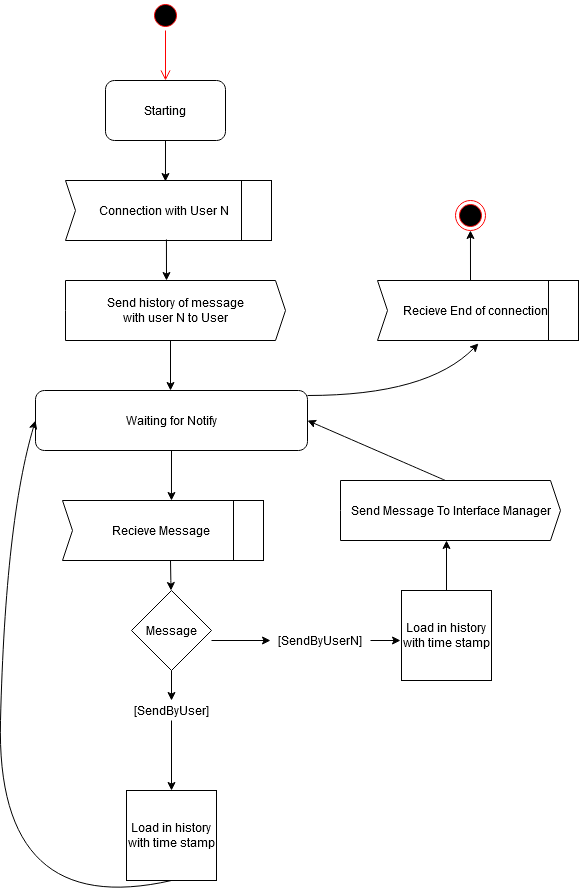 Starting
Connection with User N
Send history of message
with user N to User
Recieve End of connection
Waiting for Notify
Send Message To Interface Manager
Recieve Message
Message
[SendByUserN]
Load in history
with time stamp
[SendByUser]
Load in history
with time stamp